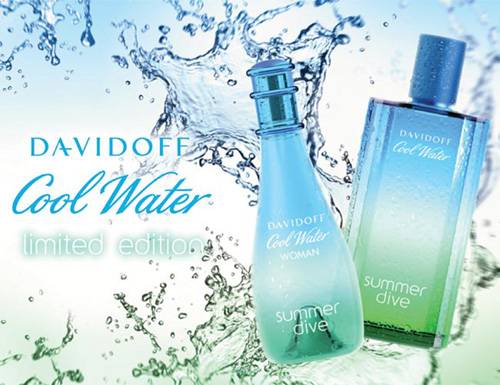 DAVIDOFF
Cool Water
limited edition
DAVIDOFF
Cool Water
WOMAN
summer
dive
DAVIDOFF
Cool Water
summer
dive